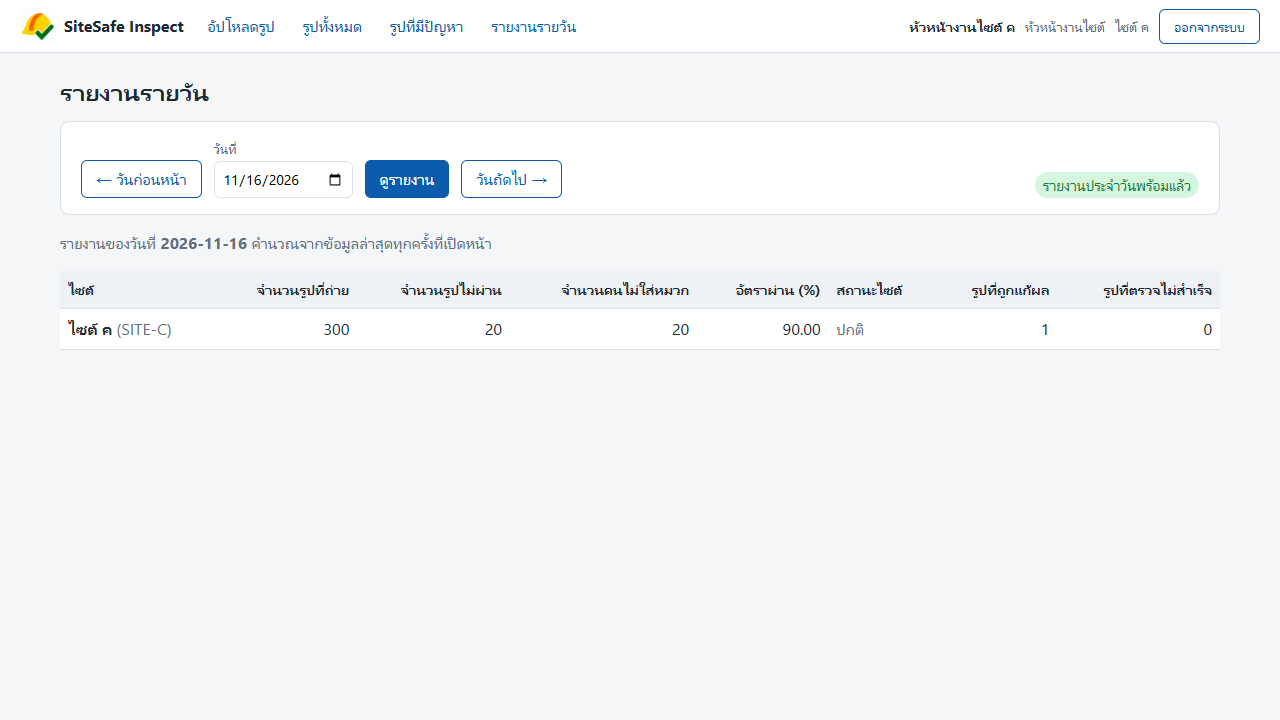 SiteSafe Inspect อัปโหลดรูป รูปทั้งหมด รูปที่มีปัญหา รายงานรายวัน หัวหน้างานไซต์ ค หัวหน้างานไซต์ ไซต์ ค ออกจากระบบ
รายงานรายวัน
วันที่
← วันก่อนหน้า 11/16/2026 ดูรายงาน วันถัดไป → รายงานประจำวันพร้อมแล้ว
รายงานของวันที่ 2026-11-16 คำนวณจากข้อมูลล่าสุดทุกครั้งที่เปิดหน้า
ไซต์ จำนวนรูปที่ถ่าย จำนวนรูปไม่ผ่าน จำนวนคนไม่ใส่หมวก อัตราผ่าน (%) สถานะไซต์ รูปที่ถูกแก้ผล รูปที่ตรวจไม่สำเร็จ
ไซต์ ค (SITE-C) 300 20 20 90.00 ปกติ 1 0